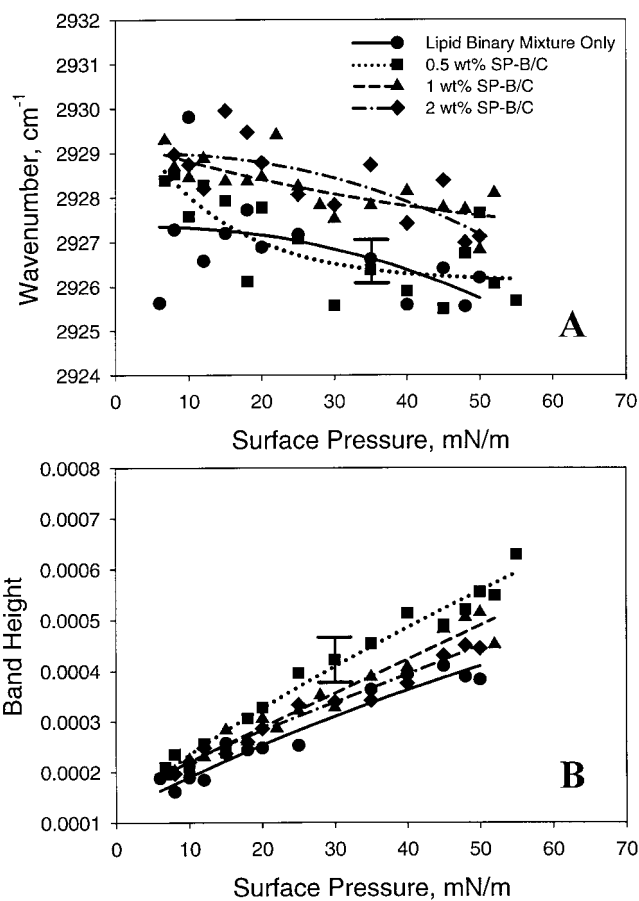 2932
2931
2930
2929
2928
2927
2926
2925
2924
Wavenumber, cm⁻¹
Lipid Binary Mixture Only
0.5 wt% SP-B/C
1 wt% SP-B/C
2 wt% SP-B/C
A
0 10 20 30 40 50 60 70
Surface Pressure, mN/m
0.0008
0.0007
0.0006
0.0005
0.0004
0.0003
0.0002
0.0001
Band Height
B
0 10 20 30 40 50 60 70
Surface Pressure, mN/m